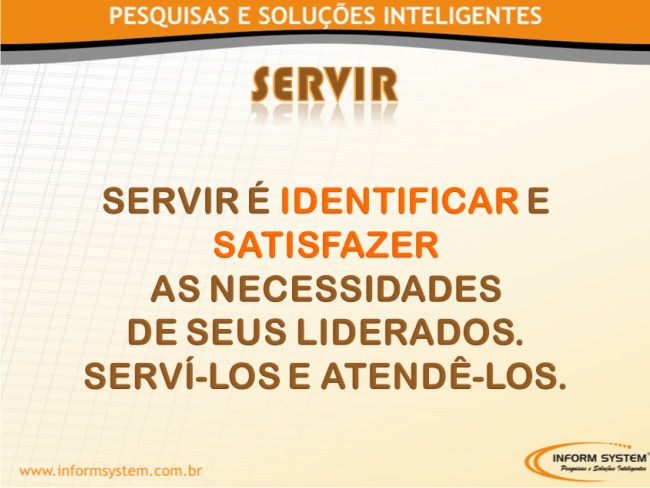 PESQUISAS E SOLUÇÕES INTELIGENTES
SERVIR
SERVIR É IDENTIFICAR E
SATISFAZER
AS NECESSIDADES
DE SEUS LIDERADOS.
SERVÍ-LOS E ATENDÊ-LOS.
www.informsystem.com.br
INFORM SYSTEM
Pesquisas e Soluções Inteligentes